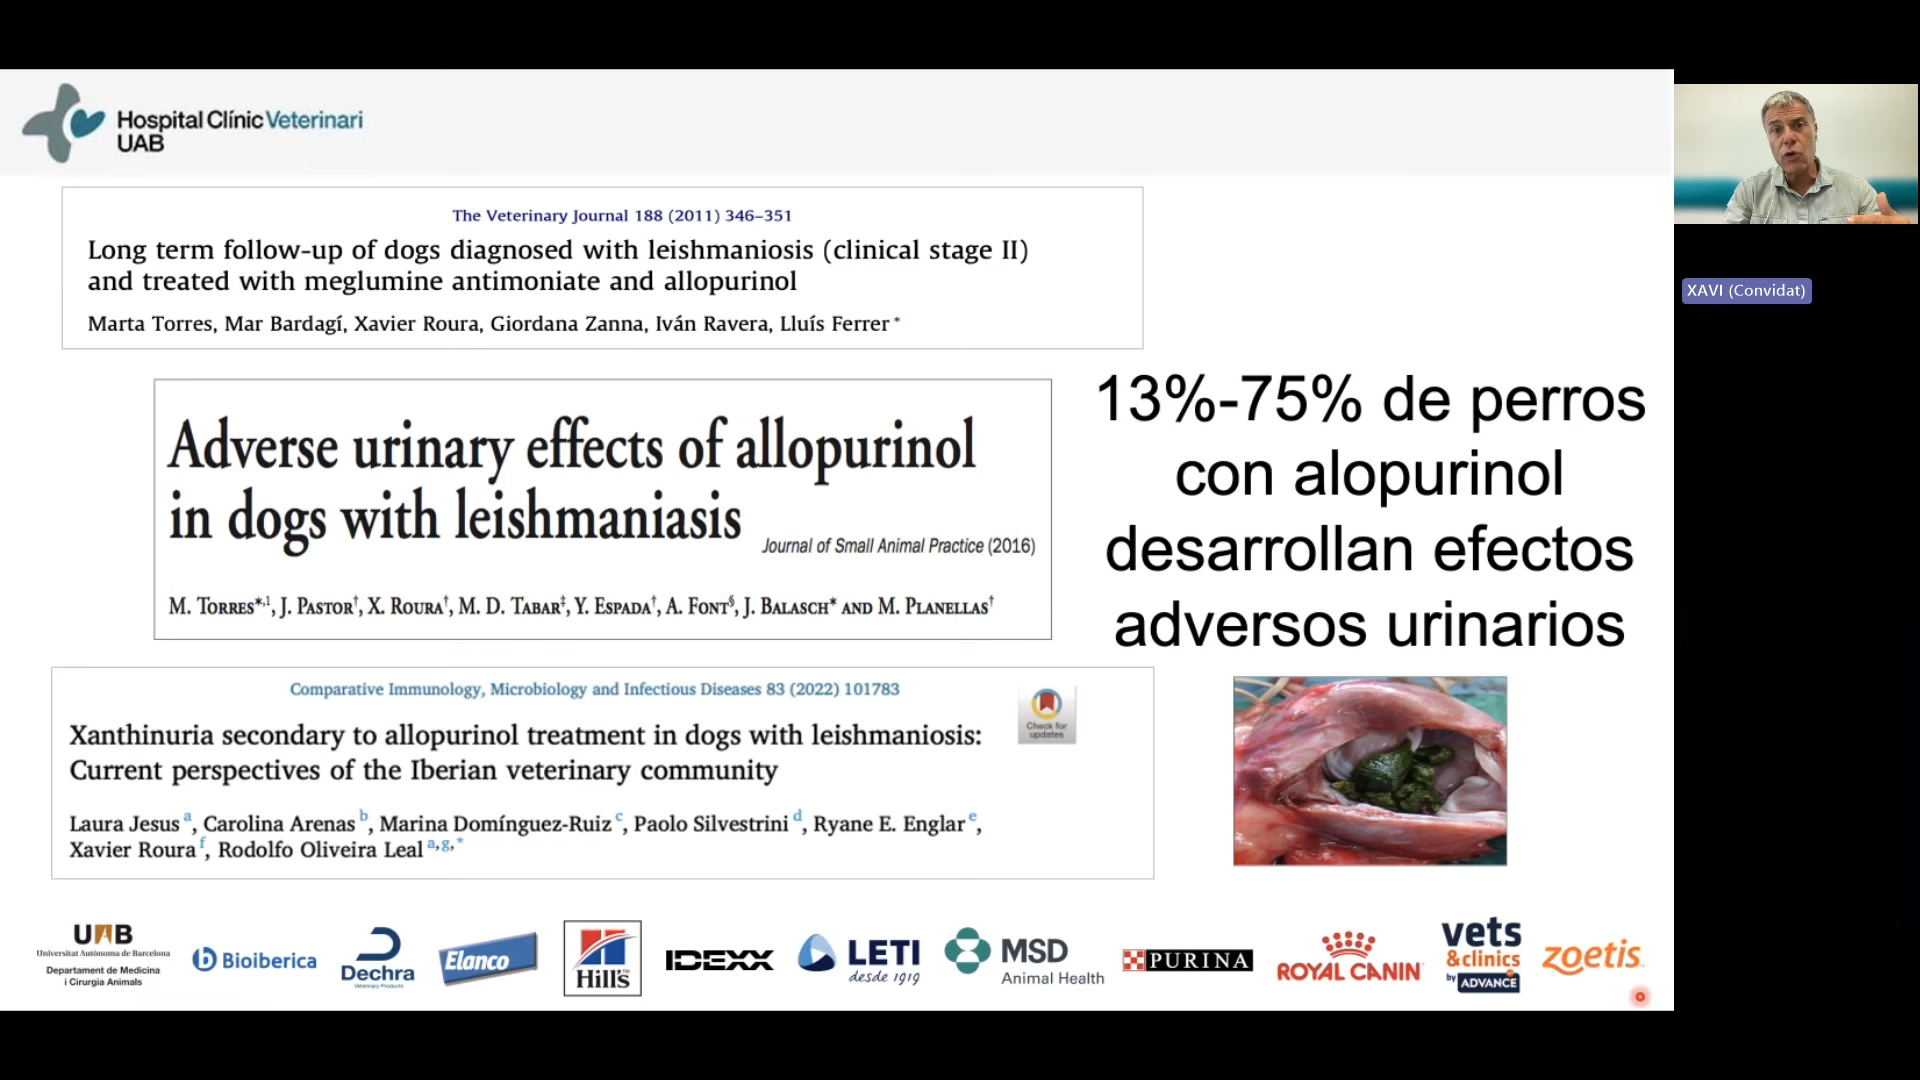 Hospital Clínic Veterinari
UAB
The Veterinary Journal 188 (2011) 346–351
Long term follow-up of dogs diagnosed with leishmaniosis (clinical stage II)
and treated with meglumine antimoniate and allopurinol
Marta Torres, Mar Bardagí, Xavier Roura, Giordana Zanna, Iván Ravera, Lluís Ferrer *
Adverse urinary effects of allopurinol
in dogs with leishmaniasis
Journal of Small Animal Practice (2016)
M. Torres*,1, J. Pastor†, X. Roura†, M. D. Tabar‡, Y. Espada†, A. Font§, J. Balasch* and M. Planellas†
13%-75% de perros
con alopurinol
desarrollan efectos
adversos urinarios
Comparative Immunology, Microbiology and Infectious Diseases 83 (2022) 101783
Check for
updates
Xanthinuria secondary to allopurinol treatment in dogs with leishmaniosis:
Current perspectives of the Iberian veterinary community
Laura Jesus a, Carolina Arenas b, Marina Domínguez-Ruiz c, Paolo Silvestrini d, Ryane E. Englar e,
Xavier Roura f, Rodolfo Oliveira Leal a,g,*
UAB
Universitat Autònoma de Barcelona
Departament de Medicina
i Cirurgia Animals
Bioiberica
Dechra
Veterinary Products
Elanco
Hill's
IDEXX
LETI
desde 1919
MSD
Animal Health
PURINA
ROYAL CANIN
vets
&clinics
by ADVANCE
zoetis
XAVI (Convidat)